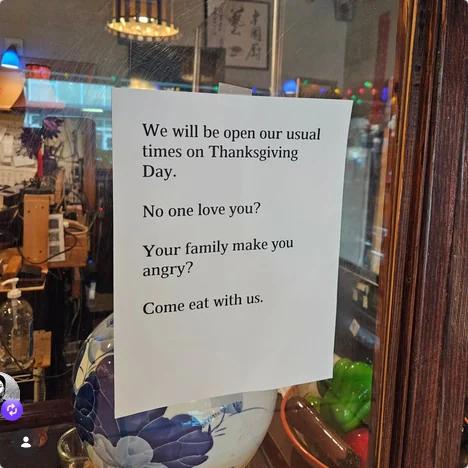 We will be open our usual
times on Thanksgiving
Day.
No one love you?
Your family make you
angry?
Come eat with us.